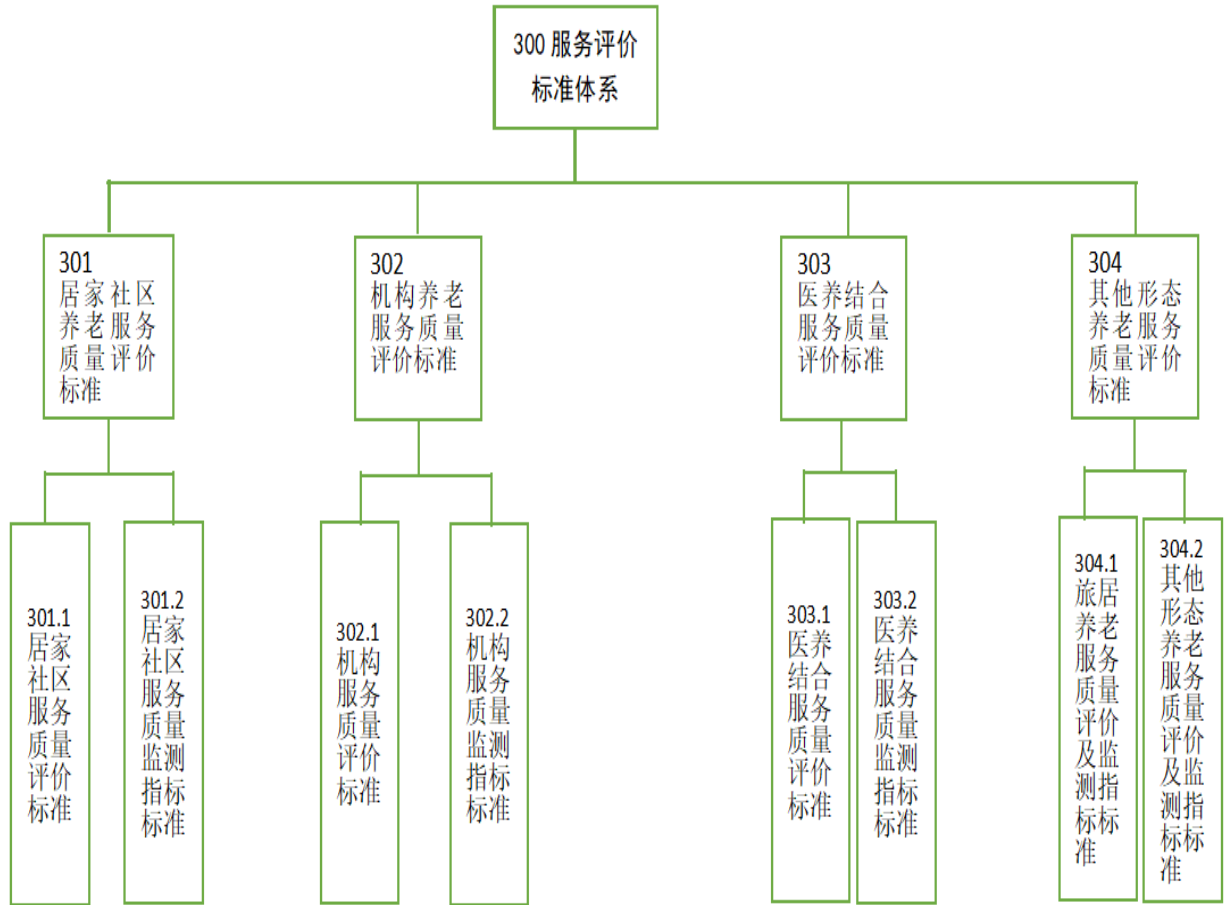 300 服务评价
标准体系
301
居家社区
养老服务
质量评价
标准
302
机构养老
服务质量
评价标准
303
医养结合
服务质量
评价标准
304
其他形态
养老服务
质量评价
标准
301.1
居家
社区
服务
质量
评价
标准
301.2
居家
社区
服务
质量
监测
指标
标准
302.1
机构
服务
质量
评价
标准
302.2
机构
服务
质量
监测
指标
标准
303.1
医养
结合
服务
质量
评价
标准
303.2
医养
结合
服务
质量
监测
指标
标准
304.1
旅居
养老
服务
质量
评价
及监
测指
标标
准
304.2
其他
形态
养老
服务
质量
评价
及监
测指
标标
准